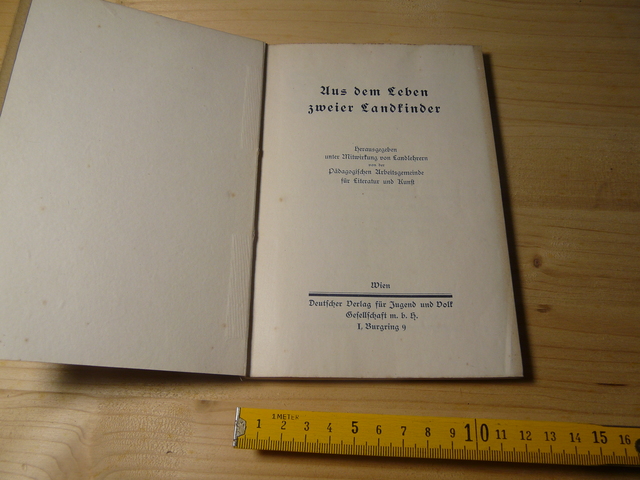 Aus dem Leben
zweier Landkinder
Herausgegeben
unter Mitwirkung von Landlehrern
von der
Pädagogischen Arbeitsgemeinde
für Literatur und Kunst
Wien
Deutscher Verlag für Jugend und Volk
Gesellschaft m. b. H.
I, Burgring 9
1 METER
1 2 3 4 5 6 7 8 9 10 11 12 13 14 15 16